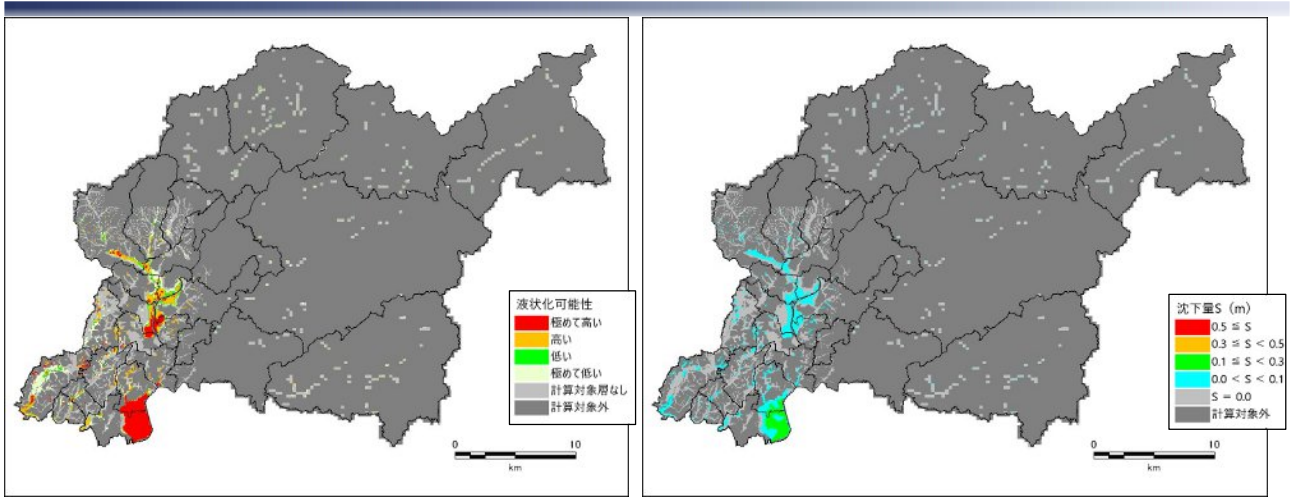 液状化可能性
極めて高い
高い
低い
極めて低い
計算対象層なし
計算対象外
0 10
km
沈下量S（m）
0.5 ≦ S
0.3 ≦ S < 0.5
0.1 ≦ S < 0.3
0.0 < S < 0.1
S = 0.0
計算対象外
0 10
km